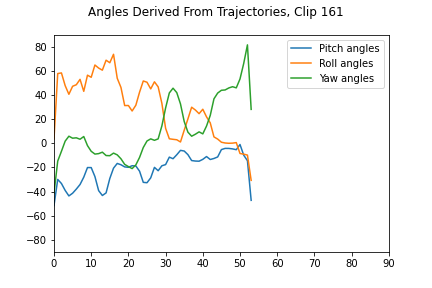 Angles Derived From Trajectories, Clip 161
Pitch angles
Roll angles
Yaw angles
80
60
40
20
0
−20
−40
−60
−80
0 10 20 30 40 50 60 70 80 90